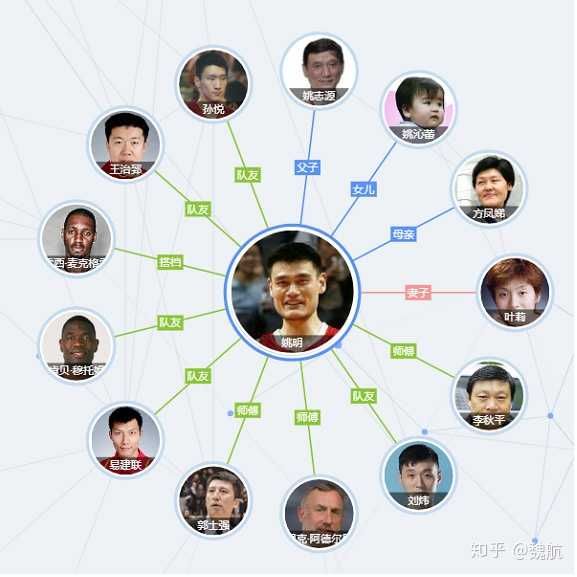 孙悦
姚志源
姚沁蕾
王治郅
方凤娣
队友
父子
女儿
队友
母亲
搭档
妻子
姚明
叶莉
队友
师傅
队友
师傅
师傅
队友
李秋平
易建联
刘炜
郭士强
克·阿德尔
西·麦克格
贝·穆托
知乎 @魏航